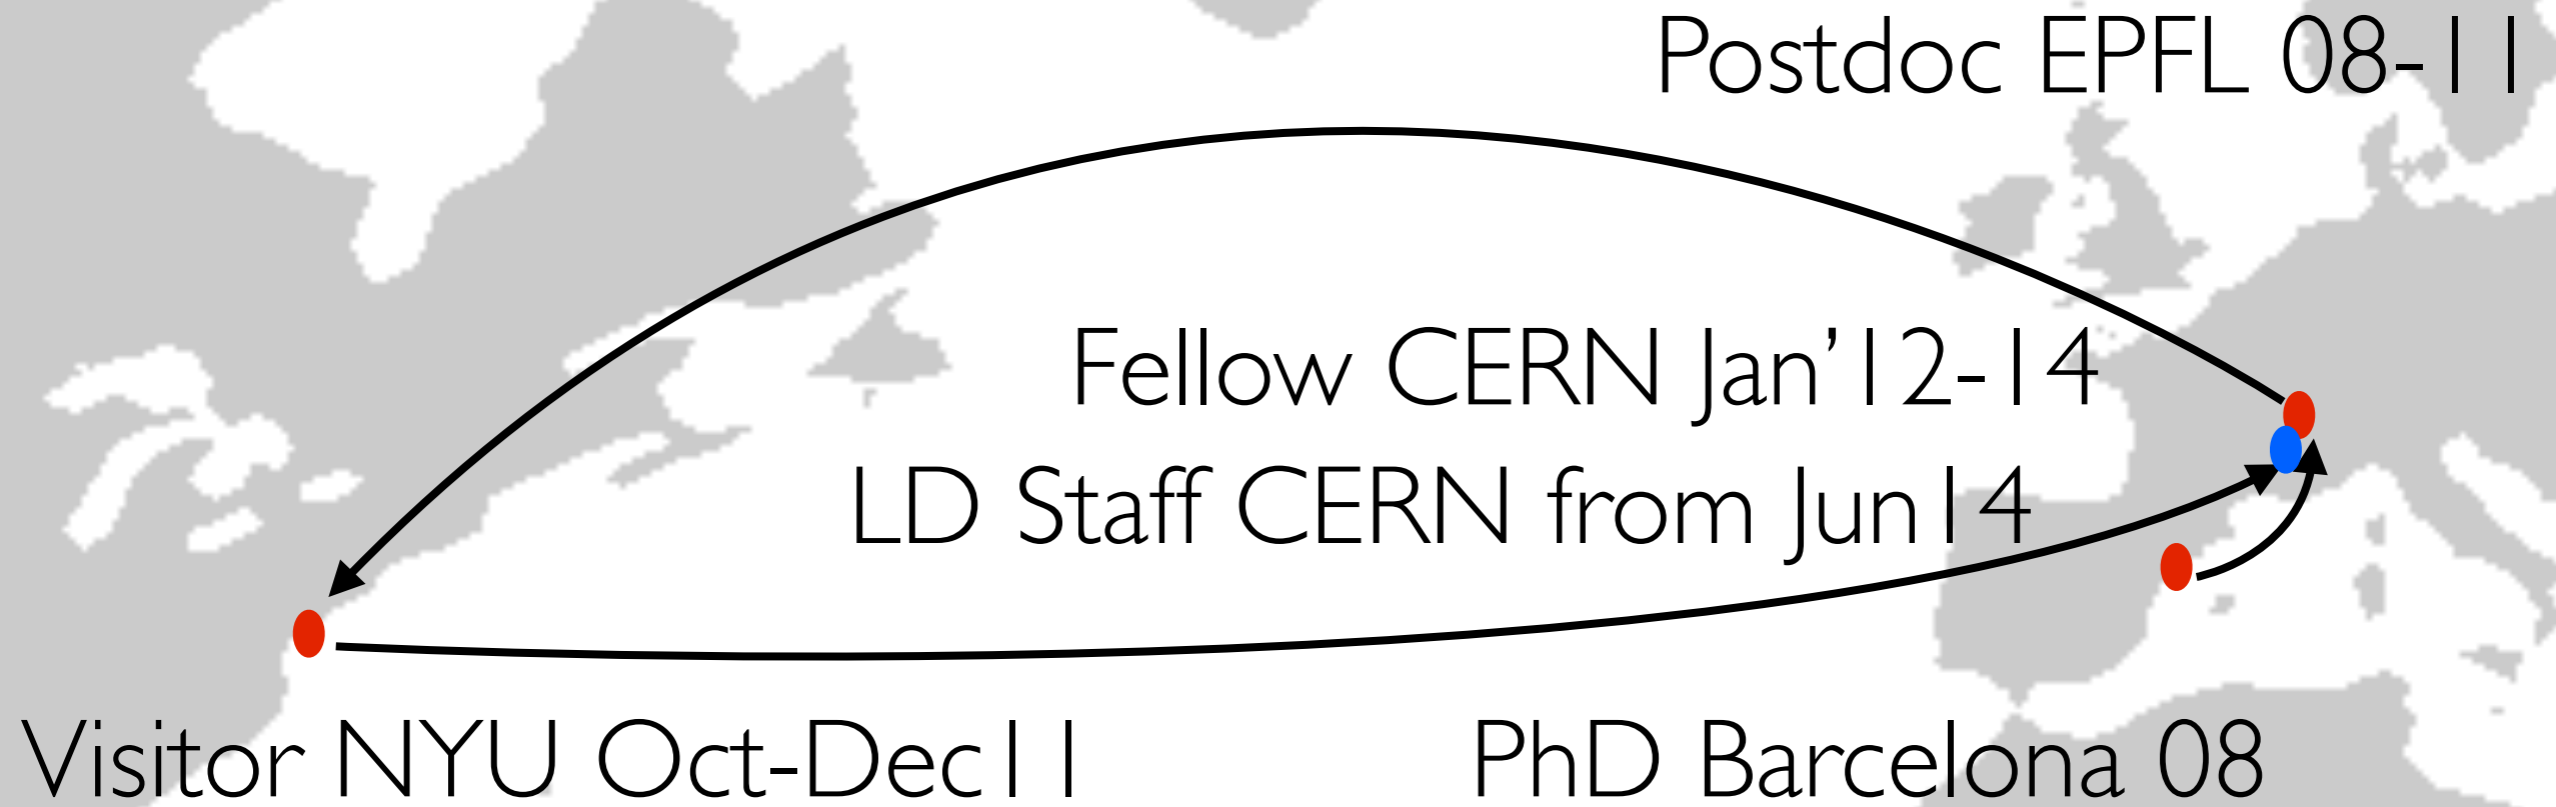 Postdoc EPFL 08-11
Fellow CERN Jan’12-14
LD Staff CERN from Jun14
Visitor NYU Oct-Dec11
PhD Barcelona 08